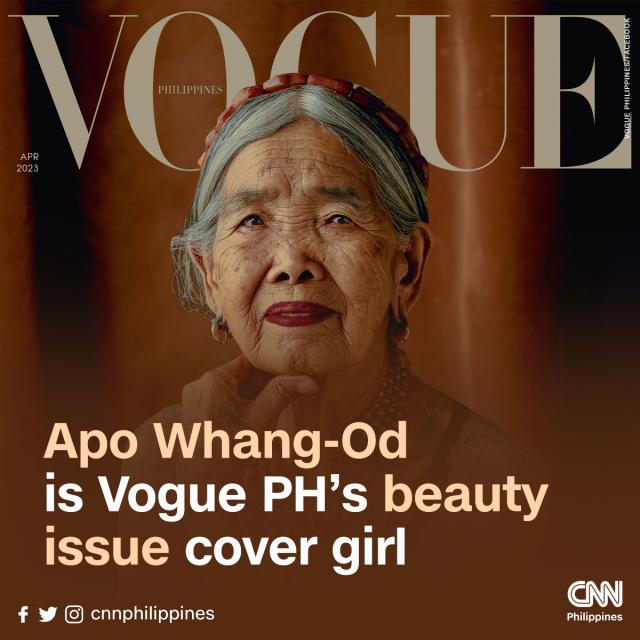 VOGUE
PHILIPPINES
VOGUE PHILIPPINES/FACEBOOK
APR
2023
Apo Whang-Od
is Vogue PH's beauty
issue cover girl
cnnphilippines
CNN
Philippines